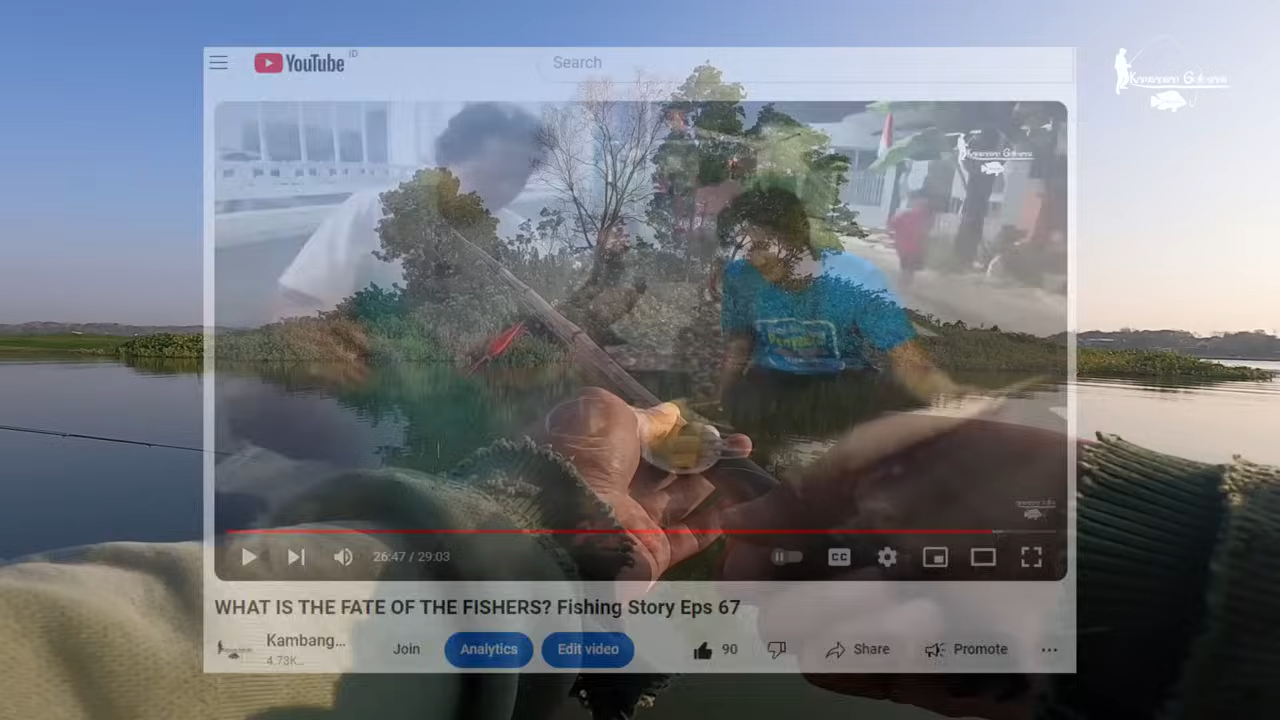 YouTube ID
Search
26:47 / 29:03
CC
WHAT IS THE FATE OF THE FISHERS? Fishing Story Eps 67
Kambang...
4.73K...
Join
Analytics
Edit video
90
Share
Promote
...